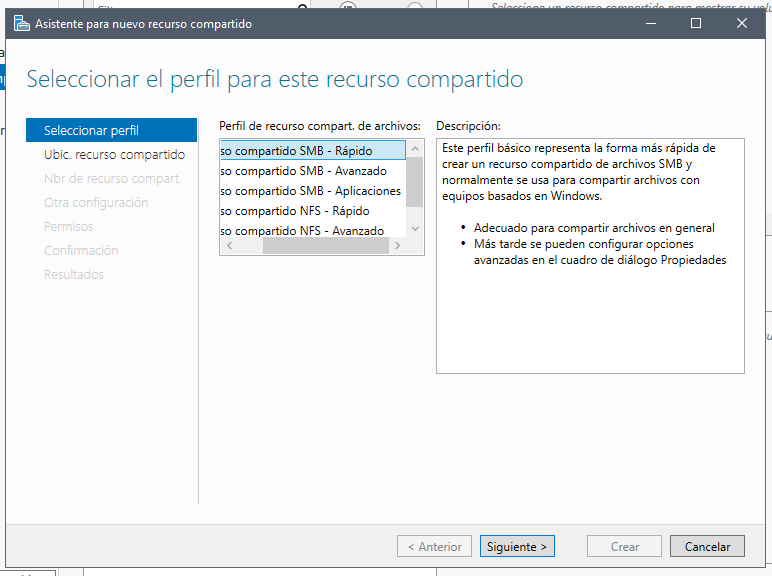 Asistente para nuevo recurso compartido
Seleccionar el perfil para este recurso compartido
Seleccionar perfil
Ubic. recurso compartido
Nbr de recurso compart.
Otra configuración
Permisos
Confirmación
Resultados
Perfil de recurso compart. de archivos:
so compartido SMB - Rápido
so compartido SMB - Avanzado
so compartido SMB - Aplicaciones
so compartido NFS - Rápido
so compartido NFS - Avanzado
Descripción:
Este perfil básico representa la forma más rápida de
crear un recurso compartido de archivos SMB y
normalmente se usa para compartir archivos con
equipos basados en Windows.
• Adecuado para compartir archivos en general
• Más tarde se pueden configurar opciones
avanzadas en el cuadro de diálogo Propiedades
< Anterior
Siguiente >
Crear
Cancelar